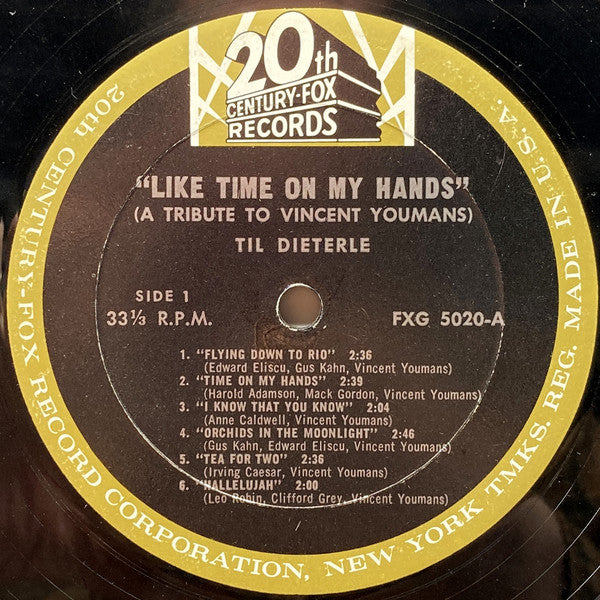 20th
CENTURY-FOX
RECORDS
"LIKE TIME ON MY HANDS"
(A TRIBUTE TO VINCENT YOUMANS)
TIL DIETERLE
SIDE 1
33⅓ R.P.M.
FXG 5020-A
1. "FLYING DOWN TO RIO" 2:36
(Edward Eliscu, Gus Kahn, Vincent Youmans)
2. "TIME ON MY HANDS" 2:39
(Harold Adamson, Mack Gordon, Vincent Youmans)
3. "I KNOW THAT YOU KNOW" 2:04
(Anne Caldwell, Vincent Youmans)
4. "ORCHIDS IN THE MOONLIGHT" 2:46
(Gus Kahn, Edward Eliscu, Vincent Youmans)
5. "TEA FOR TWO" 2:36
(Irving Caesar, Vincent Youmans)
6. "HALLELUJAH" 2:00
(Leo Robin, Clifford Grey, Vincent Youmans)
20th CENTURY-FOX RECORD CORPORATION, NEW YORK TMKS. REG. MADE IN U.S.A.